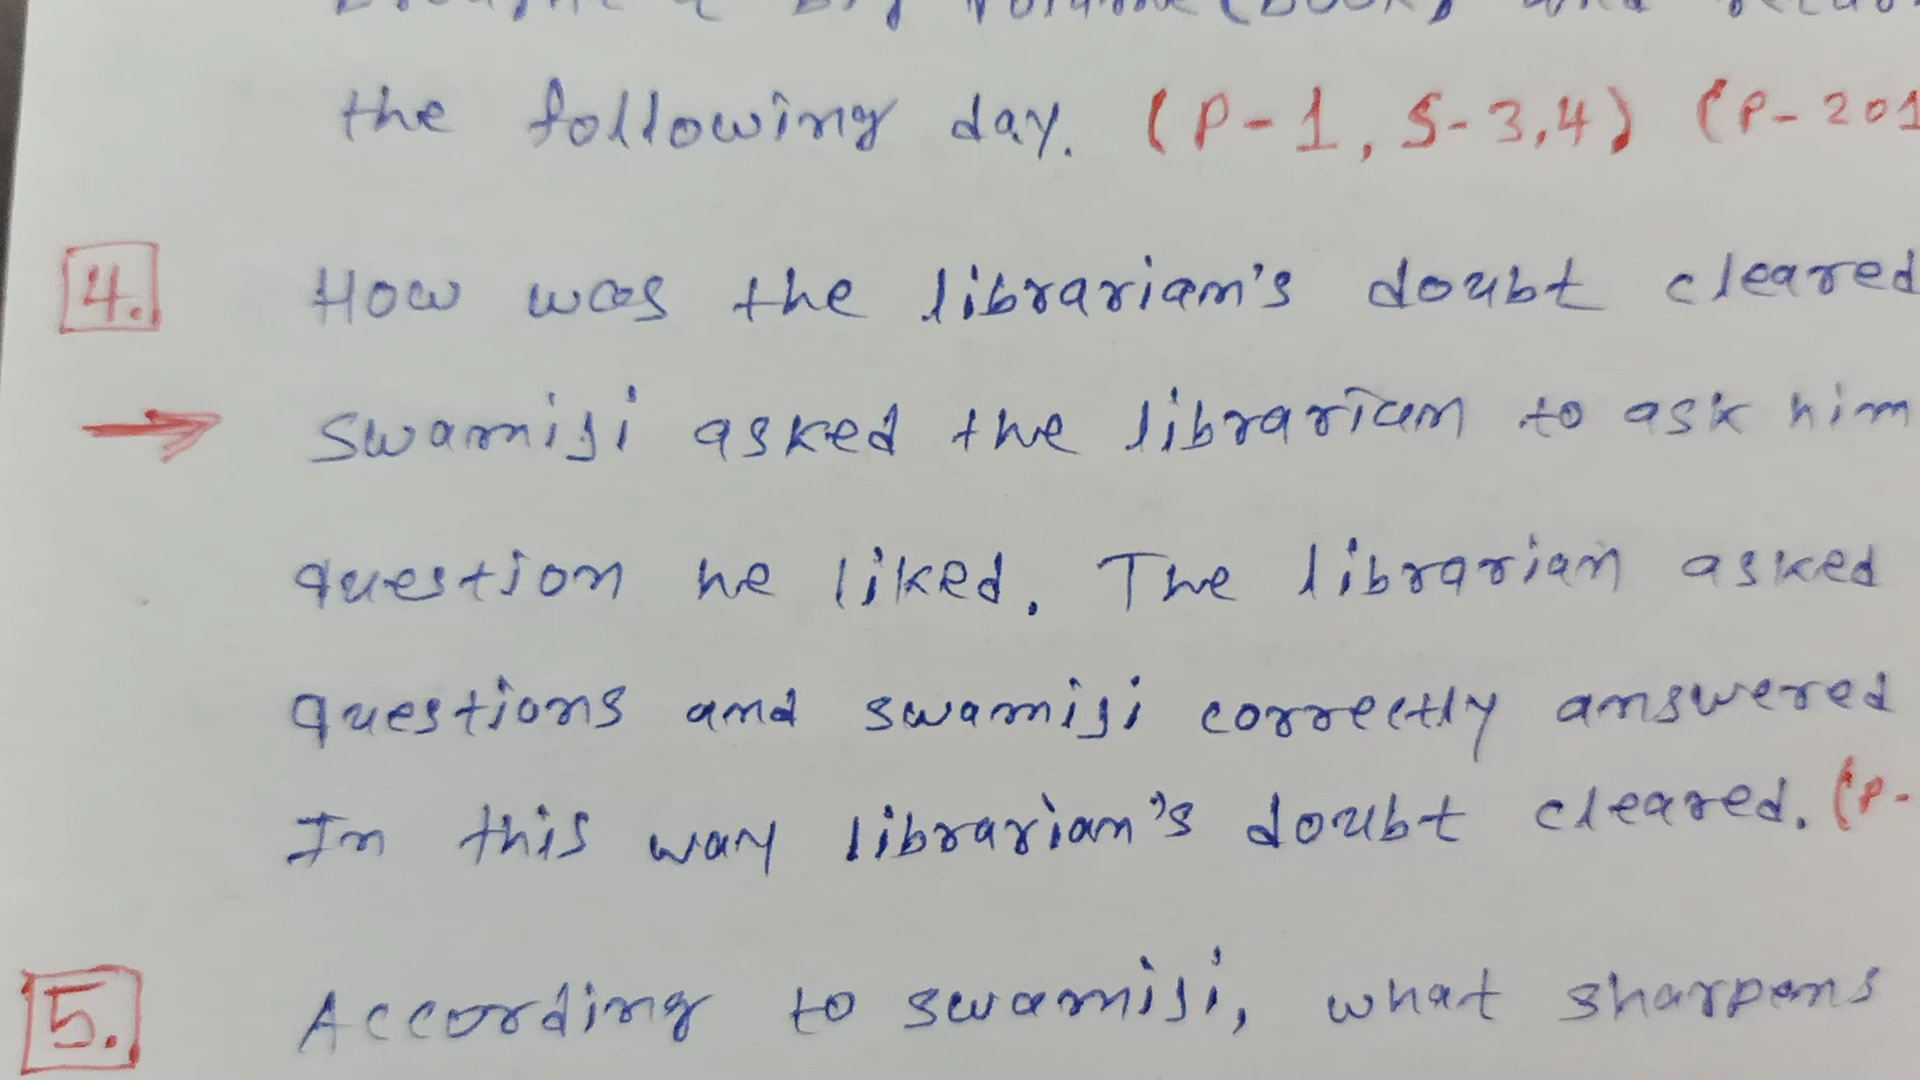 the following day. (P-1, S-3,4) (P-201
4. How was the librarian's doubt cleared
→ Swamiji asked the librarian to ask him
question he liked. The librarian asked
questions and swamiji correctly answered
In this way librarian's doubt cleared. (P-
5. According to swamiji, what sharpens